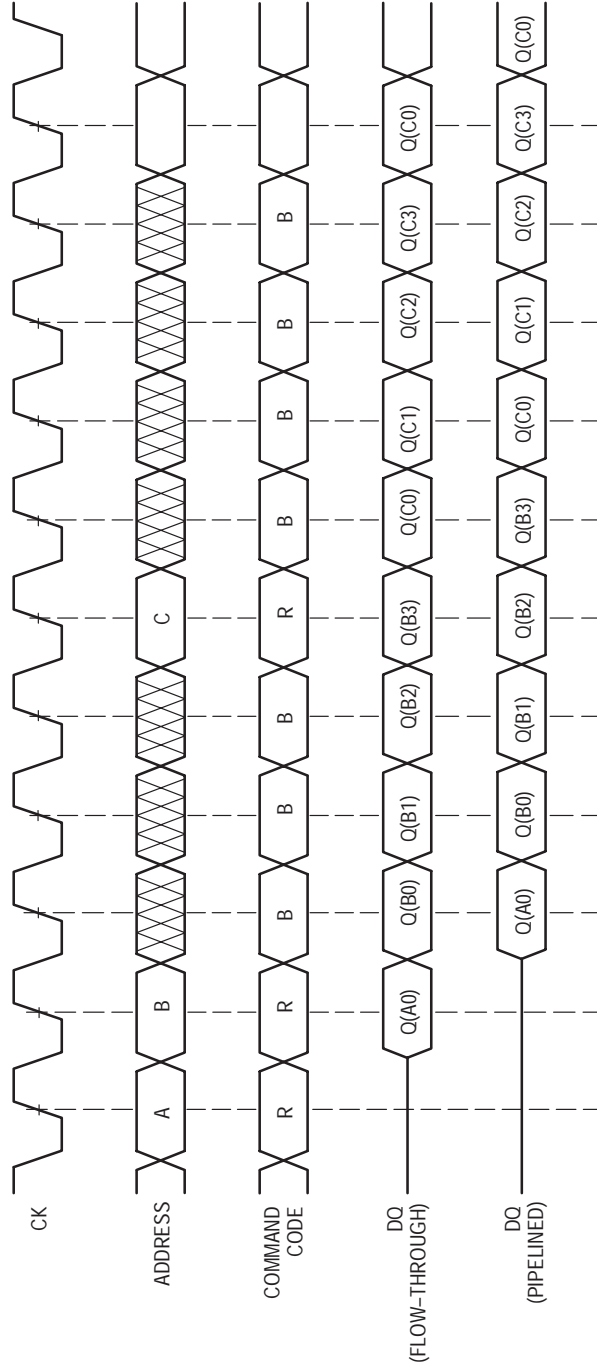 CK
ADDRESS
A B C
COMMAND
CODE
R R B B B R B B B B
DQ
(FLOW–THROUGH)
Q(A0) Q(B0) Q(B1) Q(B2) Q(B3) Q(C0) Q(C1) Q(C2) Q(C3) Q(C0)
DQ
(PIPELINED)
Q(A0) Q(B0) Q(B1) Q(B2) Q(B3) Q(C0) Q(C1) Q(C2) Q(C3) Q(C0)